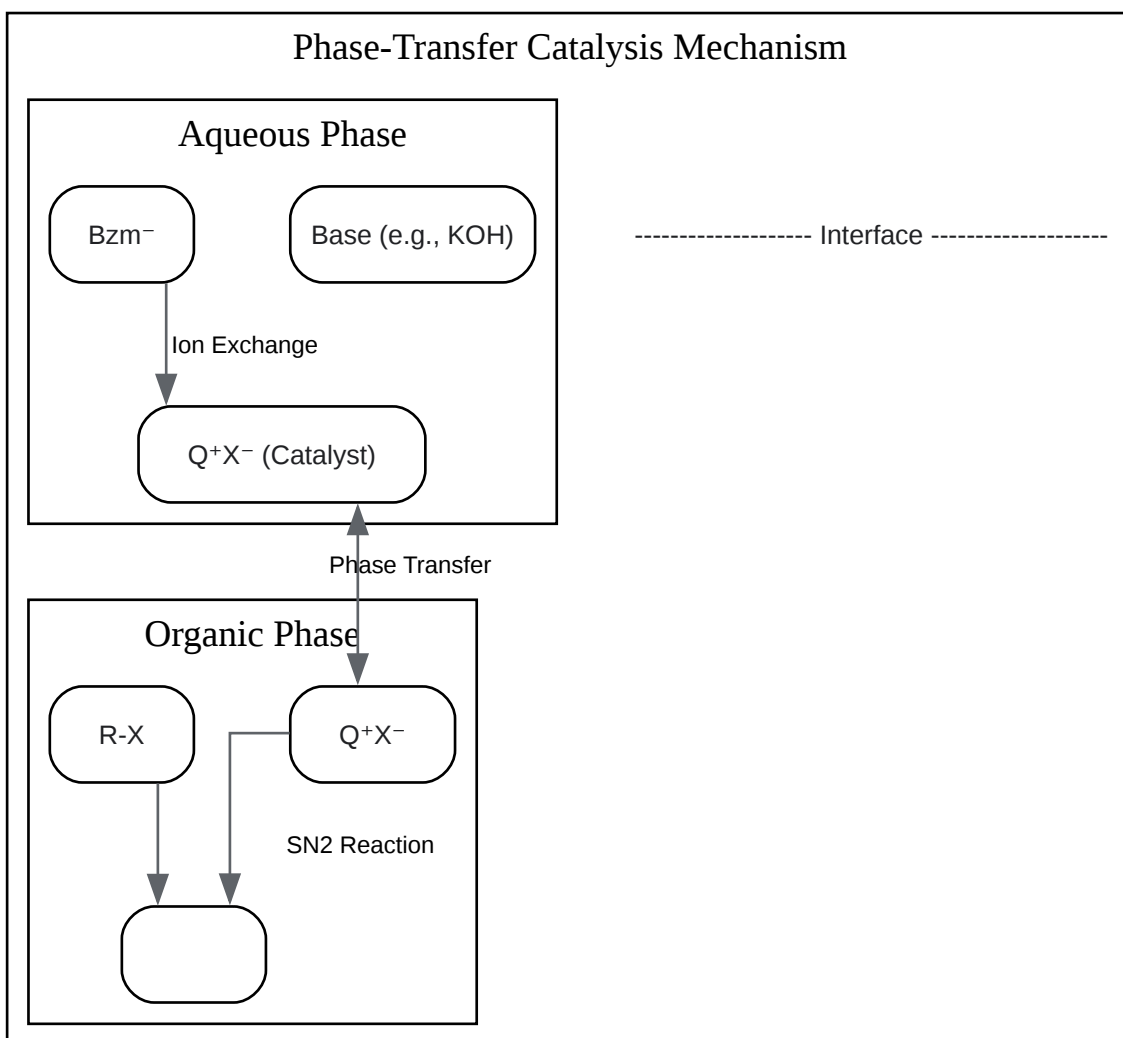 Phase-Transfer Catalysis Mechanism
Aqueous Phase
Bzm⁻
Base (e.g., KOH)
-------------------- Interface --------------------
Ion Exchange
Q⁺X⁻ (Catalyst)
Phase Transfer
Organic Phase
R-X
Q⁺X⁻
SN2 Reaction